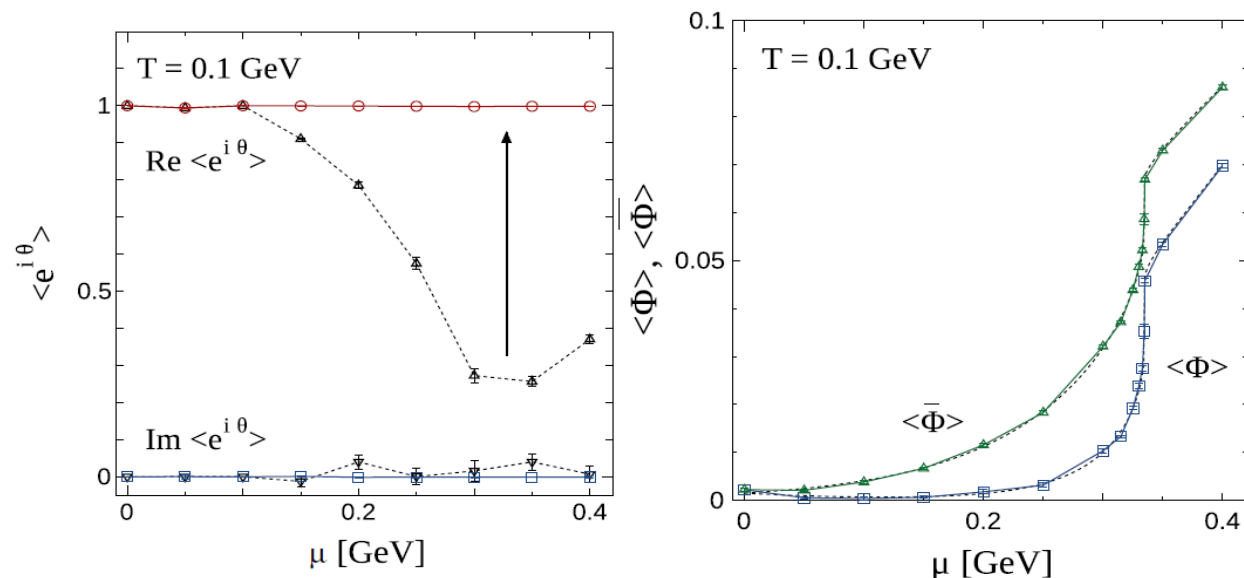 T = 0.1 GeV
1
Re <e^{i θ}>
<e^{i θ}>
0.5
Im <e^{i θ}>
0
0 0.2 0.4
μ [GeV]
0.1
T = 0.1 GeV
<Φ>, <Φ̅>
0.05
<Φ̅>
<Φ>
0
0 0.2 0.4
μ [GeV]